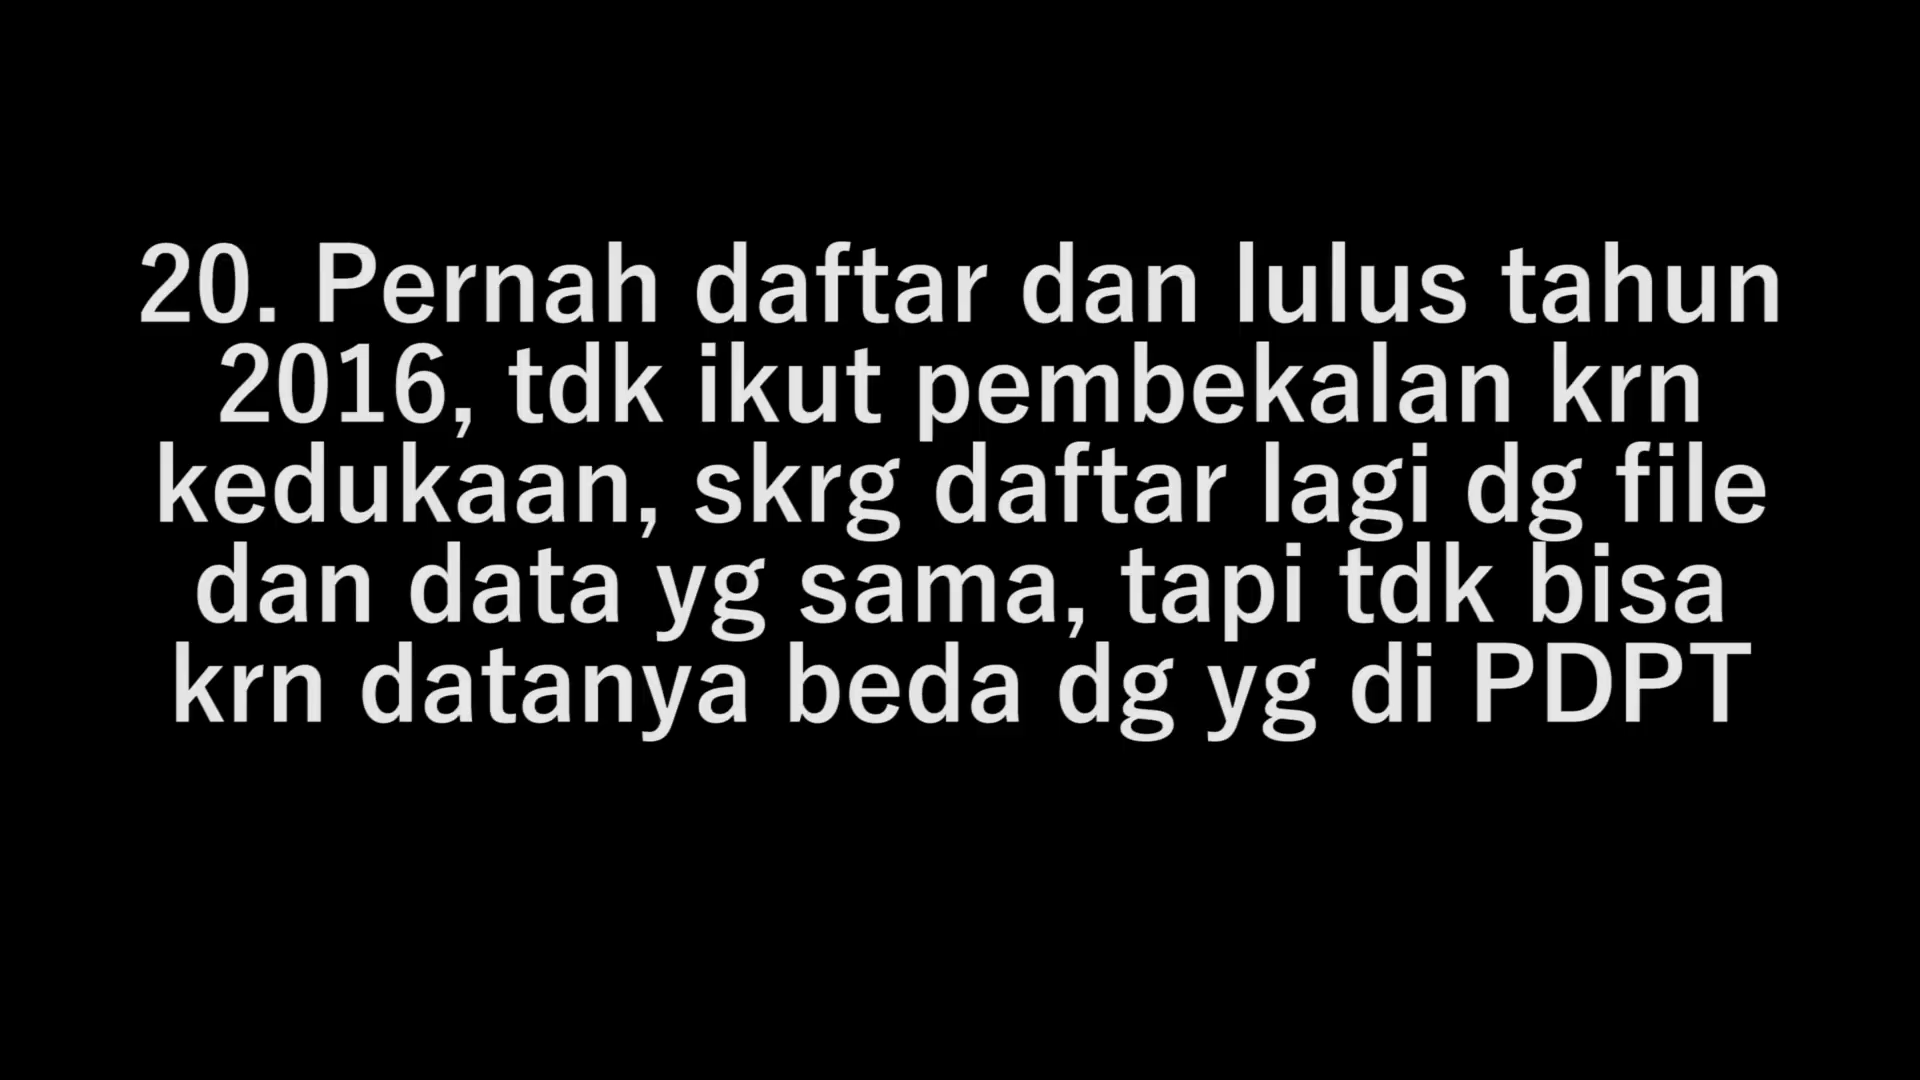 20. Pernah daftar dan lulus tahun
2016, tdk ikut pembekalan krn
kedukaan, skrg daftar lagi dg file
dan data yg sama, tapi tdk bisa
krn datanya beda dg yg di PDPT